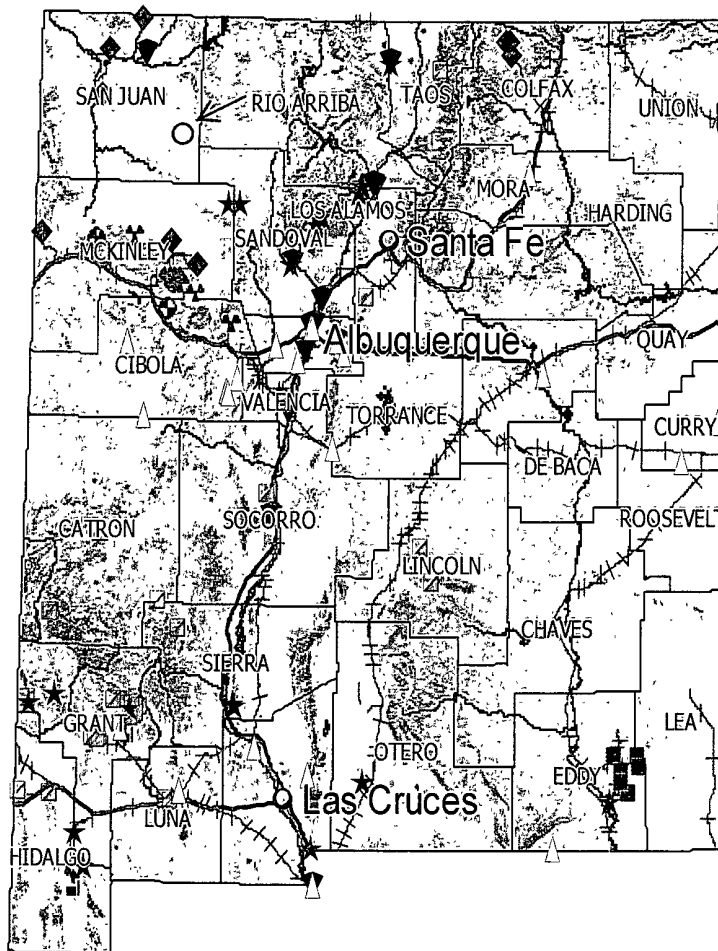 SAN JUAN
RIO ARRIBA
TAOS
COLFAX
UNION
MORA
HARDING
LOS ALAMOS
SANDOVAL
MCKINLEY
Santa Fe
Albuquerque
QUAY
CIBOLA
VALENCIA
TORRANCE
CURRY
DE BACA
CATRON
SOCORRO
ROOSEVELT
LINCOLN
CHAVES
SIERRA
GRANT
LEA
OTERO
EDDY
Las Cruces
LUNA
HIDALGO